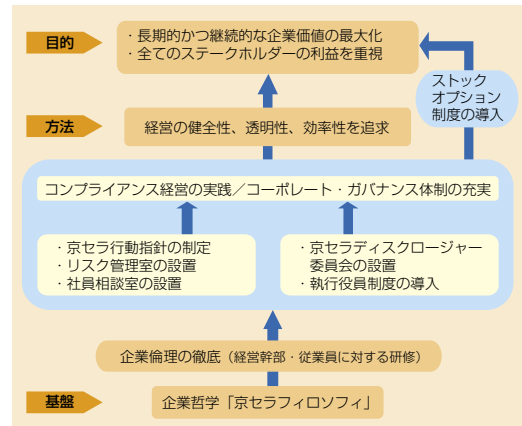 目的
・長期的かつ継続的な企業価値の最大化
・全てのステークホルダーの利益を重視
ストック
オプション
制度の導入
方法
経営の健全性、透明性、効率性を追求
コンプライアンス経営の実践／コーポレート・ガバナンス体制の充実
・京セラ行動指針の制定
・リスク管理室の設置
・社員相談室の設置
・京セラディスクロージャー
委員会の設置
・執行役員制度の導入
企業倫理の徹底（経営幹部・従業員に対する研修）
基盤
企業哲学「京セラフィロソフィ」